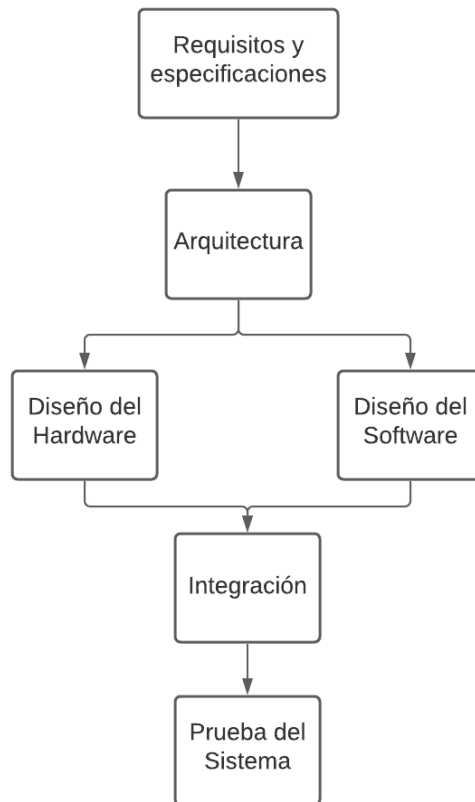 Requisitos y
especificaciones
Arquitectura
Diseño del
Hardware
Diseño del
Software
Integración
Prueba del
Sistema